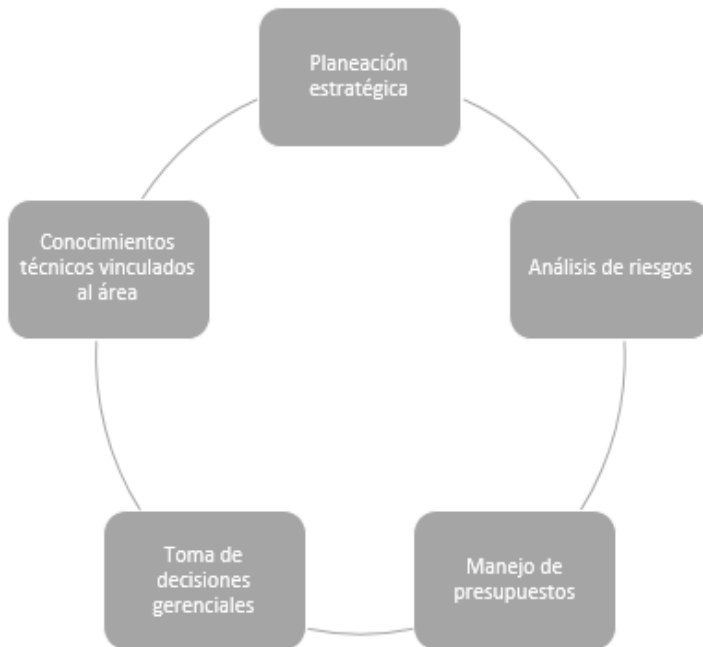 Planeación
estratégica
Análisis de riesgos
Manejo de
presupuestos
Toma de
decisiones
gerenciales
Conocimientos
técnicos vinculados
al área